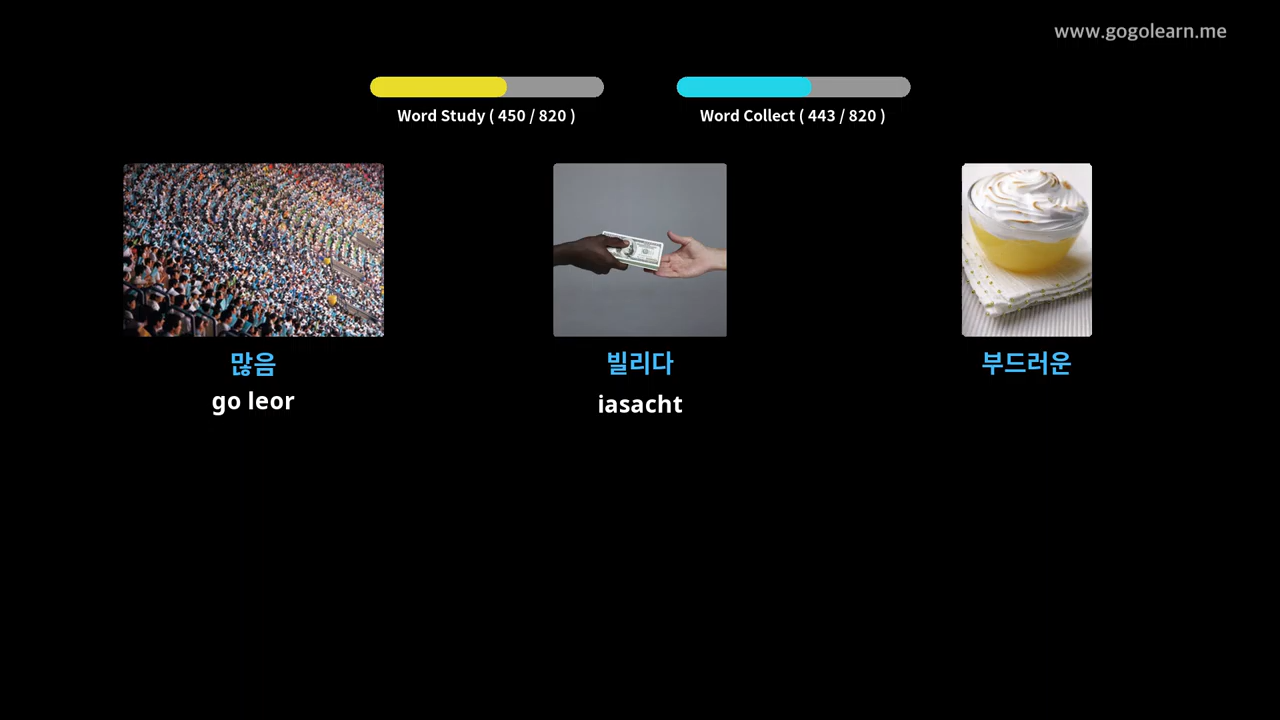 www.gogolearn.me
Word Study ( 450 / 820 )
Word Collect ( 443 / 820 )
많음
go leor
빌리다
iasacht
부드러운